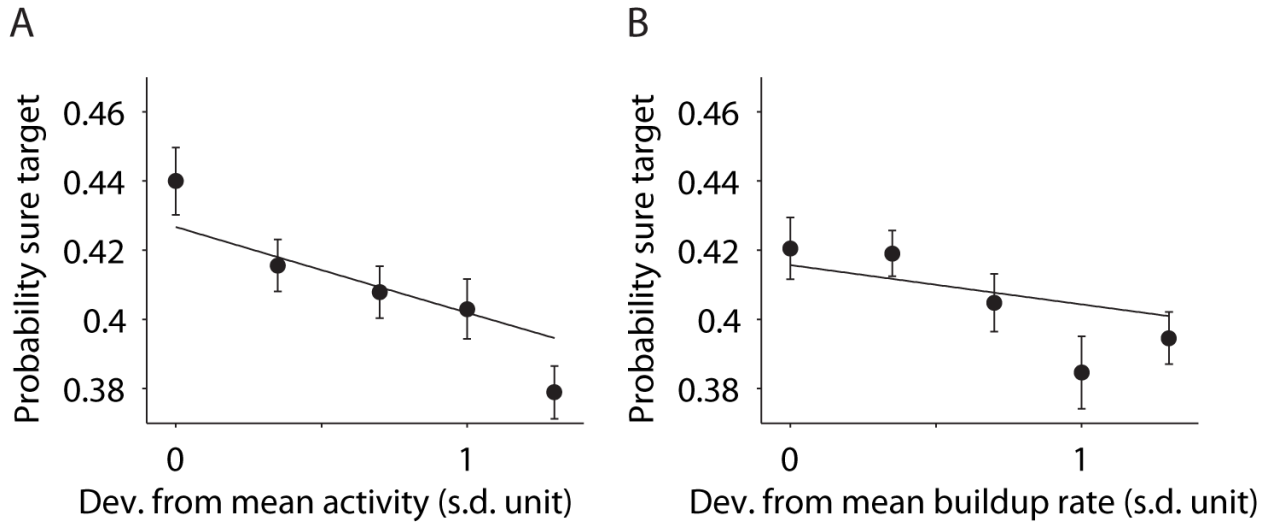 A
Probability sure target
0.46
0.44
0.42
0.4
0.38
0
1
Dev. from mean activity (s.d. unit)
B
Probability sure target
0.46
0.44
0.42
0.4
0.38
0
1
Dev. from mean buildup rate (s.d. unit)